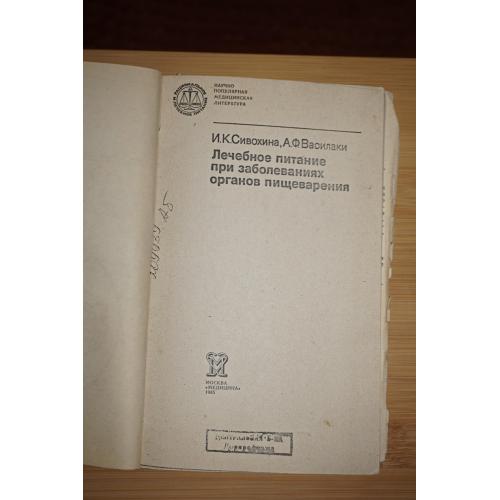 НАУЧНО
ПОПУЛЯРНАЯ
МЕДИЦИНСКАЯ
ЛИТЕРАТУРА
И.К.Сивохина, А.Ф.Василаки
Лечебное питание
при заболеваниях
органов пищеварения
МОСКВА
«МЕДИЦИНА»
1985